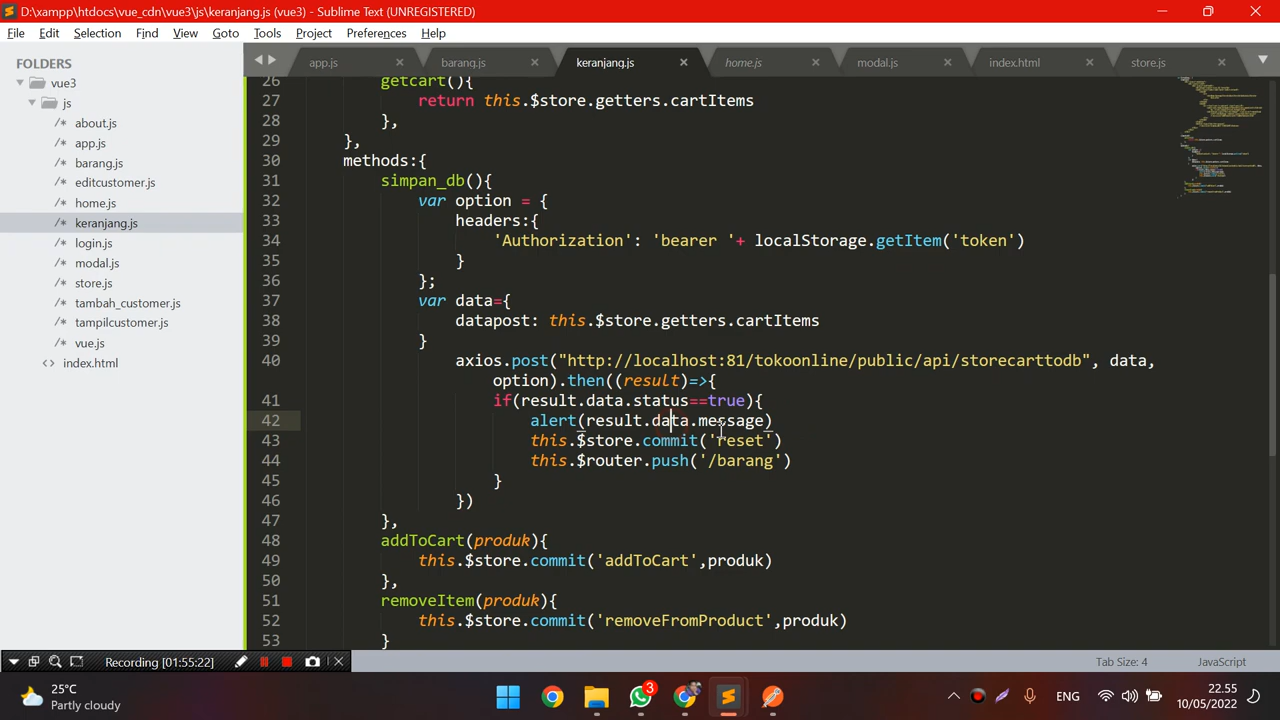 D:\xampp\htdocs\vue_cdn\vue3\js\keranjang.js (vue3) - Sublime Text (UNREGISTERED)
File Edit Selection Find View Goto Tools Project Preferences Help
FOLDERS
vue3
js
/* about.js
/* app.js
/* barang.js
/* editcustomer.js
/* home.js
/* keranjang.js
/* login.js
/* modal.js
/* store.js
/* tambah_customer.js
/* tampilcustomer.js
/* vue.js
<> index.html
app.js × barang.js × keranjang.js × home.js × modal.js × index.html × store.js ×
26 getcart(){
27 return this.$store.getters.cartItems
28 },
29 },
30 methods:{
31 simpan_db(){
32 var option = {
33 headers:{
34 'Authorization': 'bearer '+ localStorage.getItem('token')
35 }
36 };
37 var data={
38 datapost: this.$store.getters.cartItems
39 }
40 axios.post("http://localhost:81/tokoonline/public/api/storecarttodb", data,
option).then((result)=>{
41 if(result.data.status==true){
42 alert(result.data.message)
43 this.$store.commit('reset')
44 this.$router.push('/barang')
45 }
46 })
47 },
48 addToCart(produk){
49 this.$store.commit('addToCart',produk)
50 },
51 removeItem(produk){
52 this.$store.commit('removeFromProduct',produk)
53 }
Recording [01:55:22]
Tab Size: 4 JavaScript
25°C
Partly cloudy
3
ENG
22.55
10/05/2022